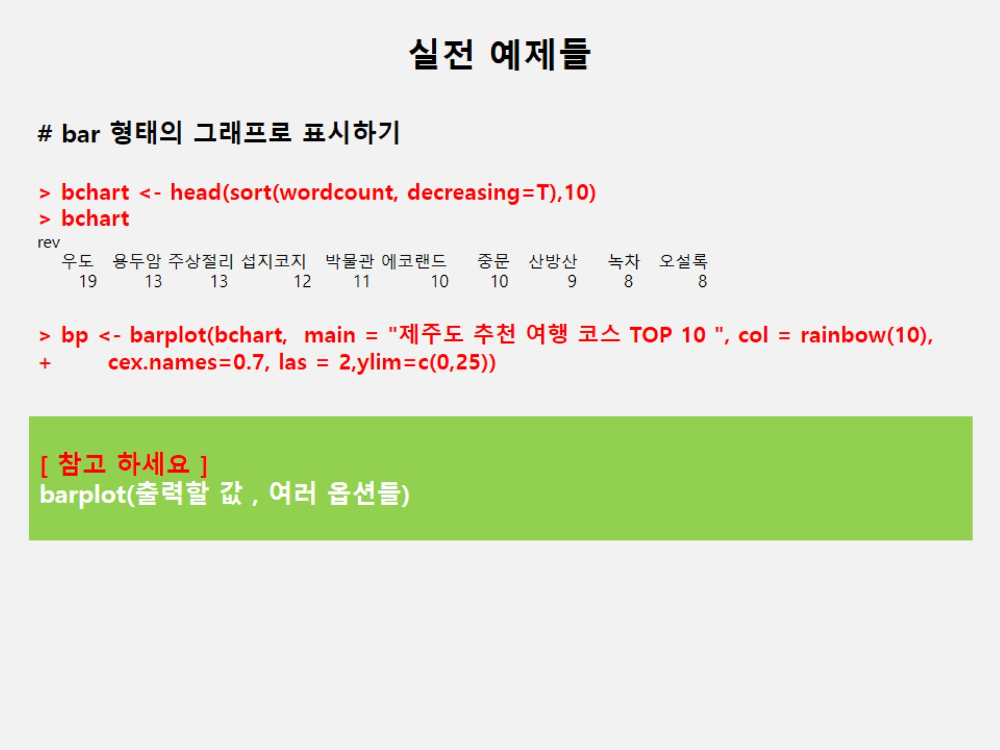 실전 예제들
# bar 형태의 그래프로 표시하기
> bchart <- head(sort(wordcount, decreasing=T),10)
> bchart
rev
우도 용두암 주상절리 섭지코지 박물관 에코랜드 중문 산방산 녹차 오설록
19 13 13 12 11 10 10 9 8 8
> bp <- barplot(bchart,  main = "제주도 추천 여행 코스 TOP 10 ", col = rainbow(10),
+ cex.names=0.7, las = 2,ylim=c(0,25))
[ 참고 하세요 ]
barplot(출력할 값 , 여러 옵션들)